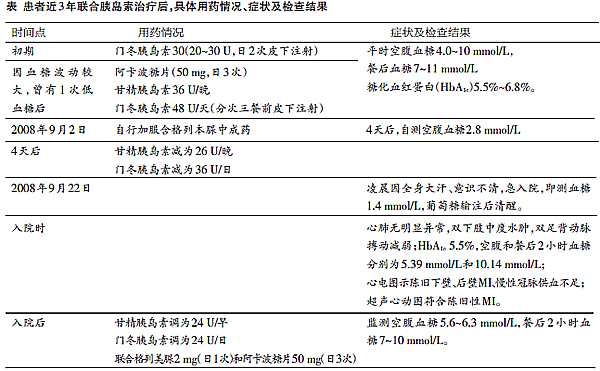 表 患者近3年联合胰岛素治疗后,具体用药情况、症状及检查结果
时间点 用药情况 症状及检查结果
初期 门冬胰岛素30(20~30 U,日2次皮下注射) 平时空腹血糖4.0~10 mmol/L,
餐后血糖7~11 mmol/L
因血糖波动较 阿卡波糖片(50 mg,日3次) 糖化血红蛋白(HbA1c)5.5%~6.8%。
大,曾有1次低 甘精胰岛素36 U/晚
血糖后 门冬胰岛素48 U/天(分次三餐前皮下注射)
2008年9月2日 自行加服含格列本脲中成药 4天后,自测空腹血糖2.8 mmol/L
4天后 甘精胰岛素减为26 U/晚
门冬胰岛素减为36 U/日
2008年9月22日 凌晨因全身大汗、意识不清,急入院,即测血糖
1.4 mmol/L,葡萄糖输注后清醒。
入院时 心肺无明显异常,双下肢中度水肿,双足背动脉
搏动减弱;HbA1c 5.5%,空腹和餐后2小时血糖
分别为5.39 mmol/L和10.14 mmol/L;
心电图示陈旧下壁、后壁MI,慢性冠脉供血不足;
超声心动图符合陈旧性MI。
入院后 甘精胰岛素调为24 U/早 监测空腹血糖5.6~6.3 mmol/L,餐后2小时血
门冬胰岛素调为24 U/日 糖7~10 mmol/L。
联合格列美脲2 mg(日1次)和阿卡波糖片50 mg(日3次)